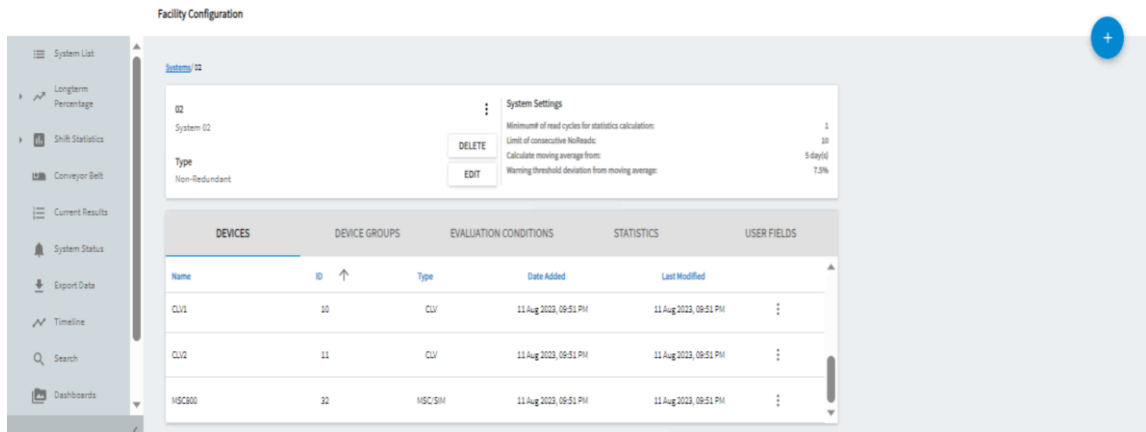 Facility Configuration
+
System List
Longterm
Percentage
Shift Statistics
Conveyor Belt
Current Results
System Status
Export Data
Timeline
Search
Dashboards
Systems/ 02
02
System 02
Type
Non-Redundant
DELETE
EDIT
System Settings
Minimum# of read cycles for statistics calculation: 1
Limit of consecutive NoReads: 10
Calculate moving average from: 5 day(s)
Warning threshold deviation from moving average: 7.5%
DEVICES DEVICE GROUPS EVALUATION CONDITIONS STATISTICS USER FIELDS
Name ID Type Date Added Last Modified
CLV1 10 CLV 11 Aug 2023, 09:51 PM 11 Aug 2023, 09:51 PM
CLV2 11 CLV 11 Aug 2023, 09:51 PM 11 Aug 2023, 09:51 PM
MSC800 32 MSC/SIM 11 Aug 2023, 09:51 PM 11 Aug 2023, 09:51 PM